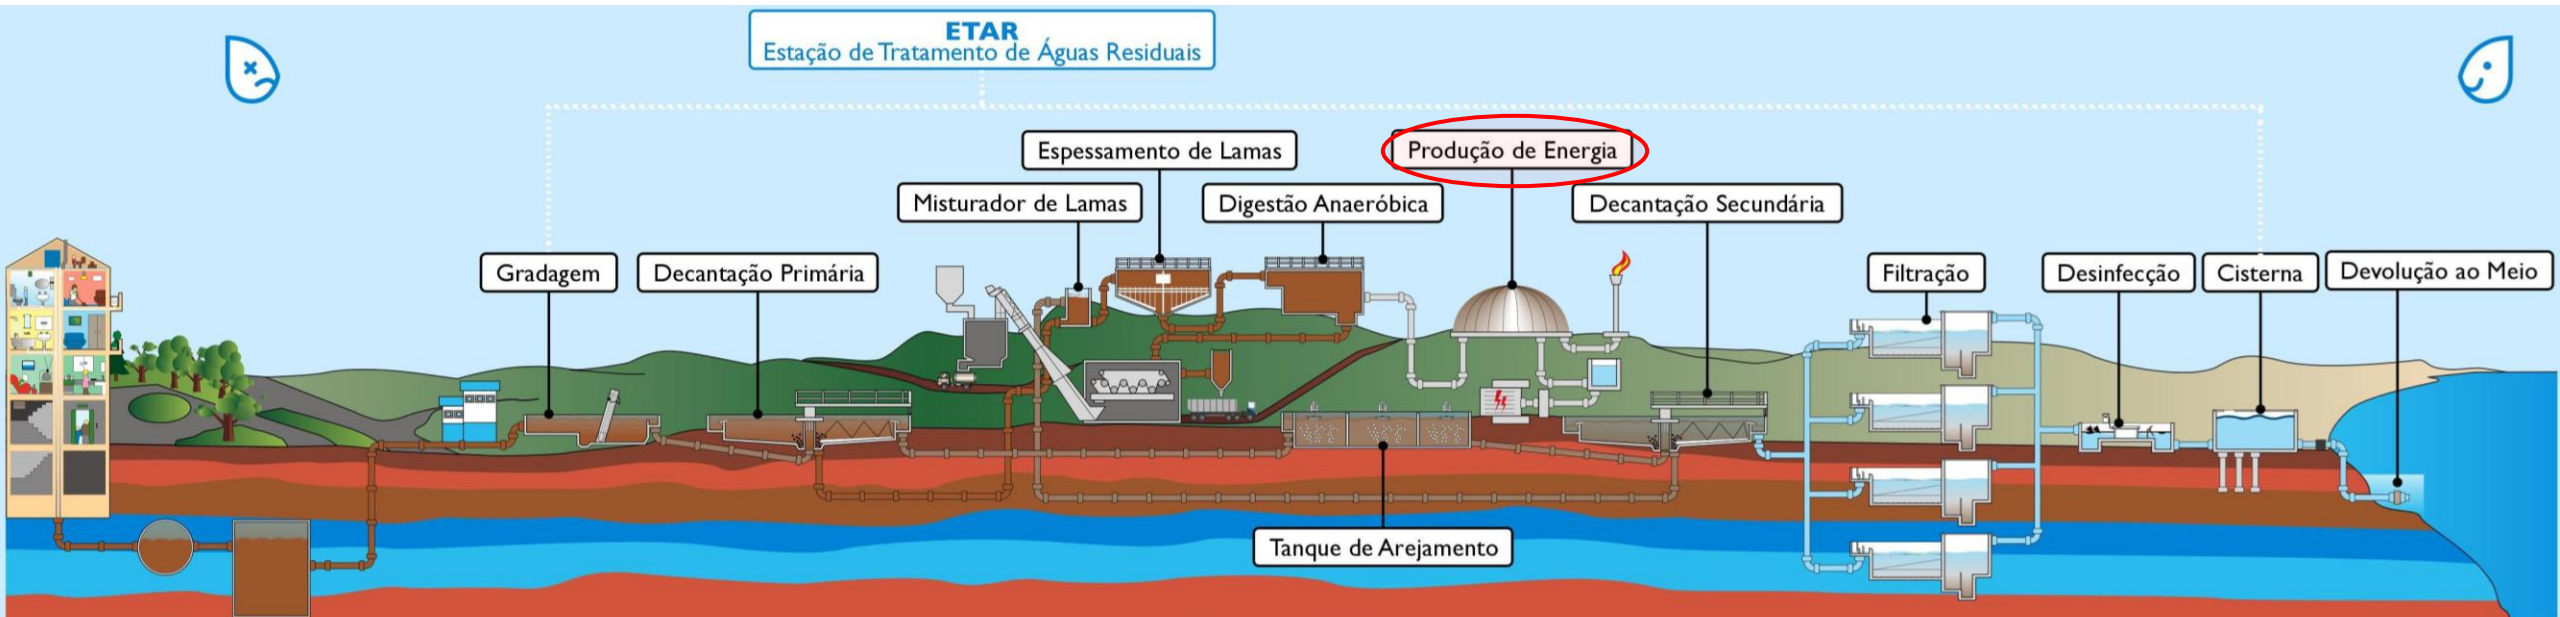 ETAR
Estação de Tratamento de Águas Residuais
Espessamento de Lamas
Produção de Energia
Misturador de Lamas
Digestão Anaeróbica
Decantação Secundária
Gradagem
Decantação Primária
Filtração
Desinfecção
Cisterna
Devolução ao Meio
Tanque de Arejamento